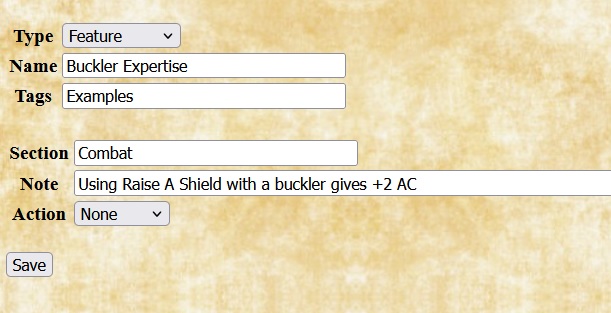 Type Feature
Name Buckler Expertise
Tags Examples
Section Combat
Note Using Raise A Shield with a buckler gives +2 AC
Action None
Save